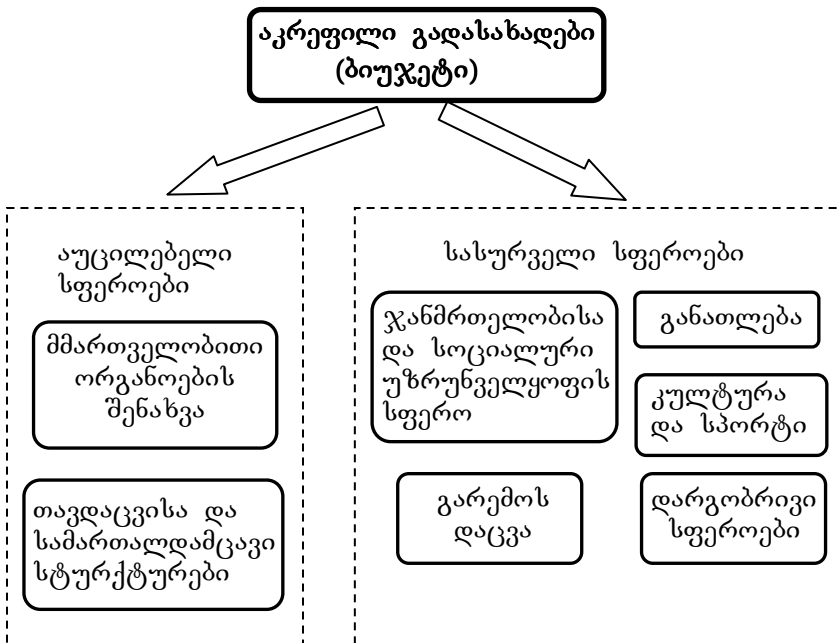 აკრეფილი გადასახადები
(ბიუჯეტი)
აუცილებელი
სფეროები
მმართველობითი
ორგანოების
შენახვა
თავდაცვისა და
სამართალდამცავი
სტურქტურები
სასურველი სფეროები
ჯანმრთელობისა
და სოციალური
უზრუნველყოფის
სფერო
განათლება
კულტურა
და სპორტი
გარემოს
დაცვა
დარგობრივი
სფეროები